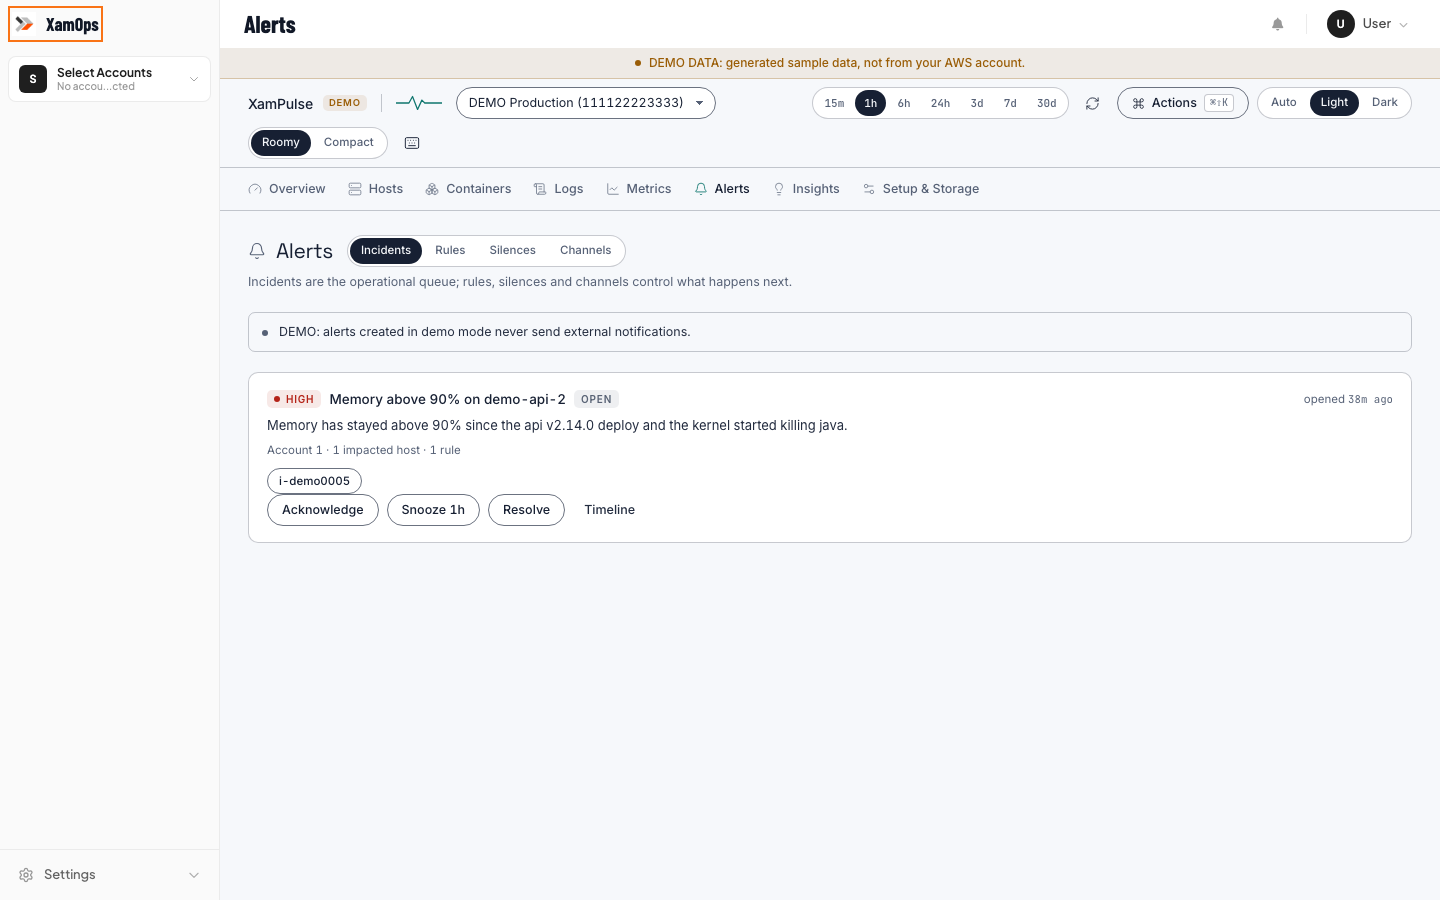 XamOps
S
Select Accounts
No accou...cted
Settings
Alerts
U
User
DEMO DATA: generated sample data, not from your AWS account.
XamPulse
DEMO
DEMO Production (111122223333)
15m 1h 6h 24h 3d 7d 30d
Actions ⌘⇧K
Auto Light Dark
Roomy Compact
Overview Hosts Containers Logs Metrics Alerts Insights Setup & Storage
Alerts
Incidents Rules Silences Channels
Incidents are the operational queue; rules, silences and channels control what happens next.
DEMO: alerts created in demo mode never send external notifications.
HIGH Memory above 90% on demo-api-2 OPEN
opened 38m ago
Memory has stayed above 90% since the api v2.14.0 deploy and the kernel started killing java.
Account 1 · 1 impacted host · 1 rule
i-demo0005
Acknowledge Snooze 1h Resolve Timeline